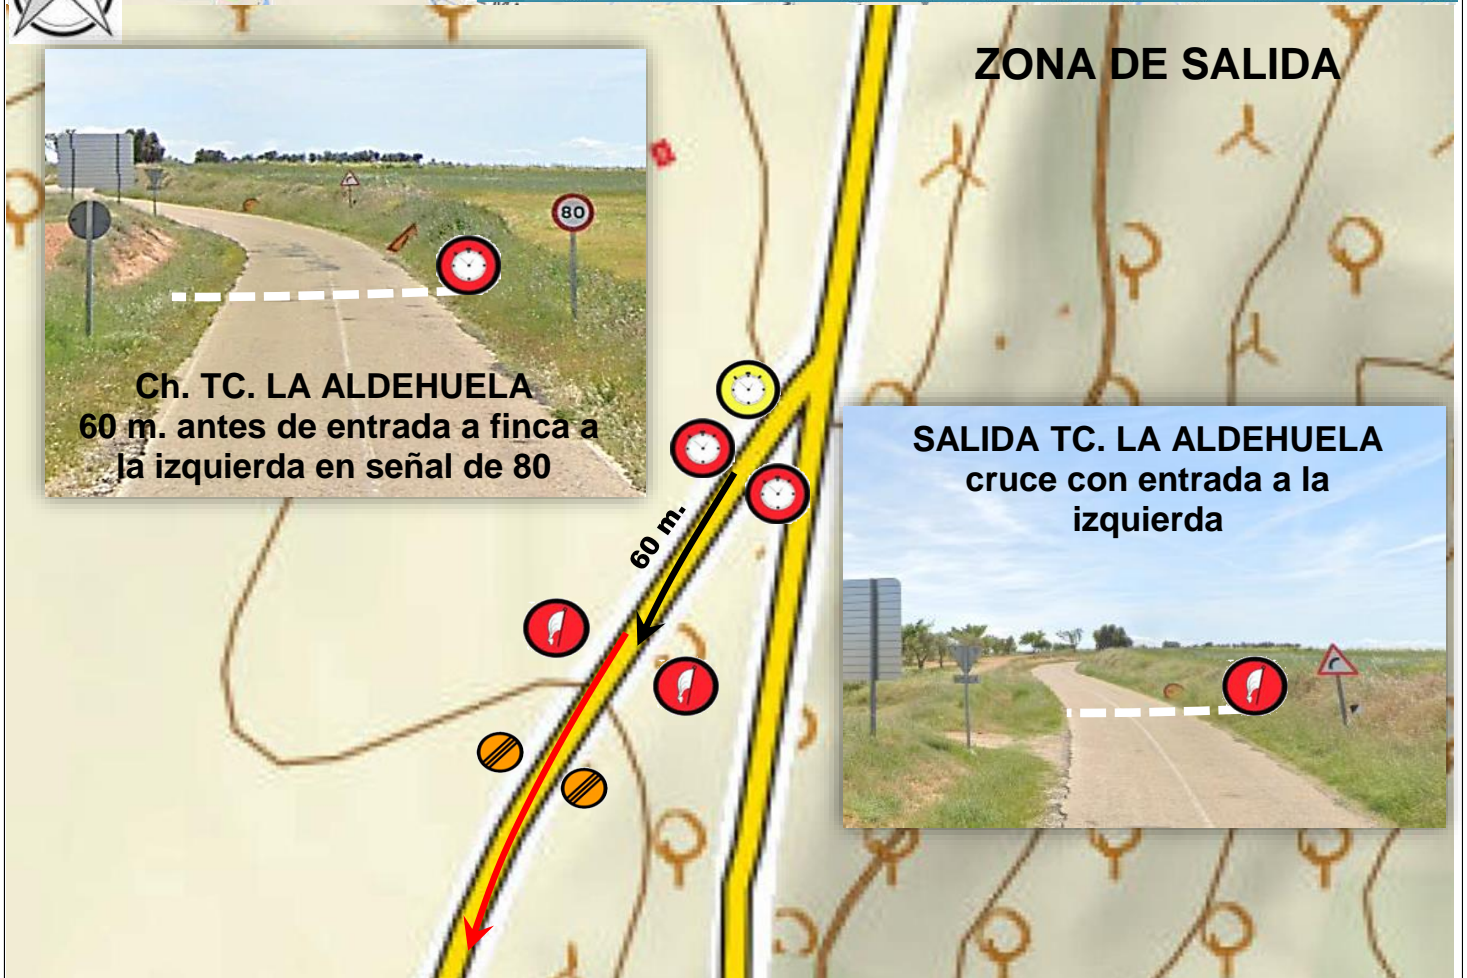 ZONA DE SALIDA
80
Ch. TC. LA ALDEHUELA
60 m. antes de entrada a finca a
la izquierda en señal de 80
SALIDA TC. LA ALDEHUELA
cruce con entrada a la
izquierda
60 m.